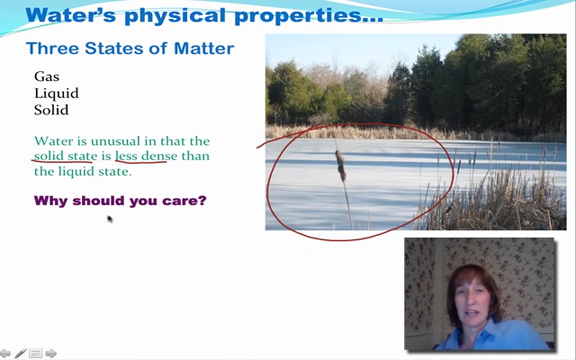 Water's physical properties...
Three States of Matter
Gas
Liquid
Solid
Water is unusual in that the
solid state is less dense than
the liquid state.
Why should you care?